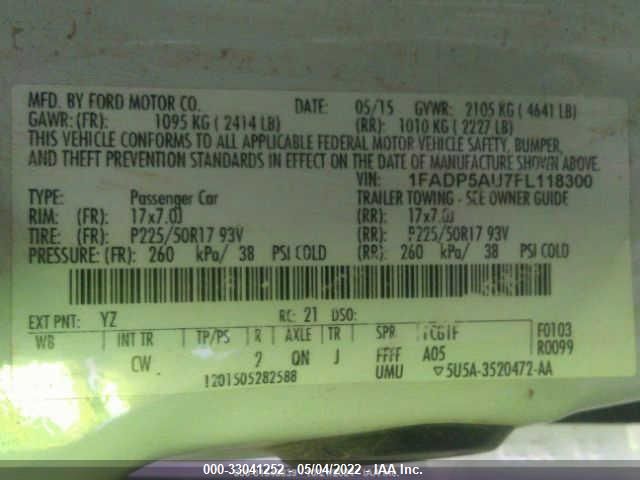 MFD. BY FORD MOTOR CO. DATE: 05/15 GVWR: 2105 KG ( 4641 LB)
GAWR: (FR): 1095 KG ( 2414 LB) (RR): 1010 KG ( 2227 LB)
THIS VEHICLE CONFORMS TO ALL APPLICABLE FEDERAL MOTOR VEHICLE SAFETY, BUMPER,
AND THEFT PREVENTION STANDARDS IN EFFECT ON THE DATE OF MANUFACTURE SHOWN ABOVE.
VIN: 1FADP5AU7FL118300
TYPE: Passenger Car TRAILER TOWING - SEE OWNER GUIDE
RIM: (FR): 17x7.0J (RR): 17x7.0J
TIRE: (FR): P225/50R17 93V (RR): P225/50R17 93V
PRESSURE: (FR): 260 kPa/ 38 PSI COLD (RR): 260 kPa/ 38 PSI COLD
EXT PNT: YZ RC: 21 DSO:
WB INT TR TP/PS R AXLE TR SPR F0103
CW 2 QN J FFFF A05 R0099
1201505282588 UMU ▽5U5A-3520472-AA
000-33041252 - 05/04/2022 - IAA Inc.